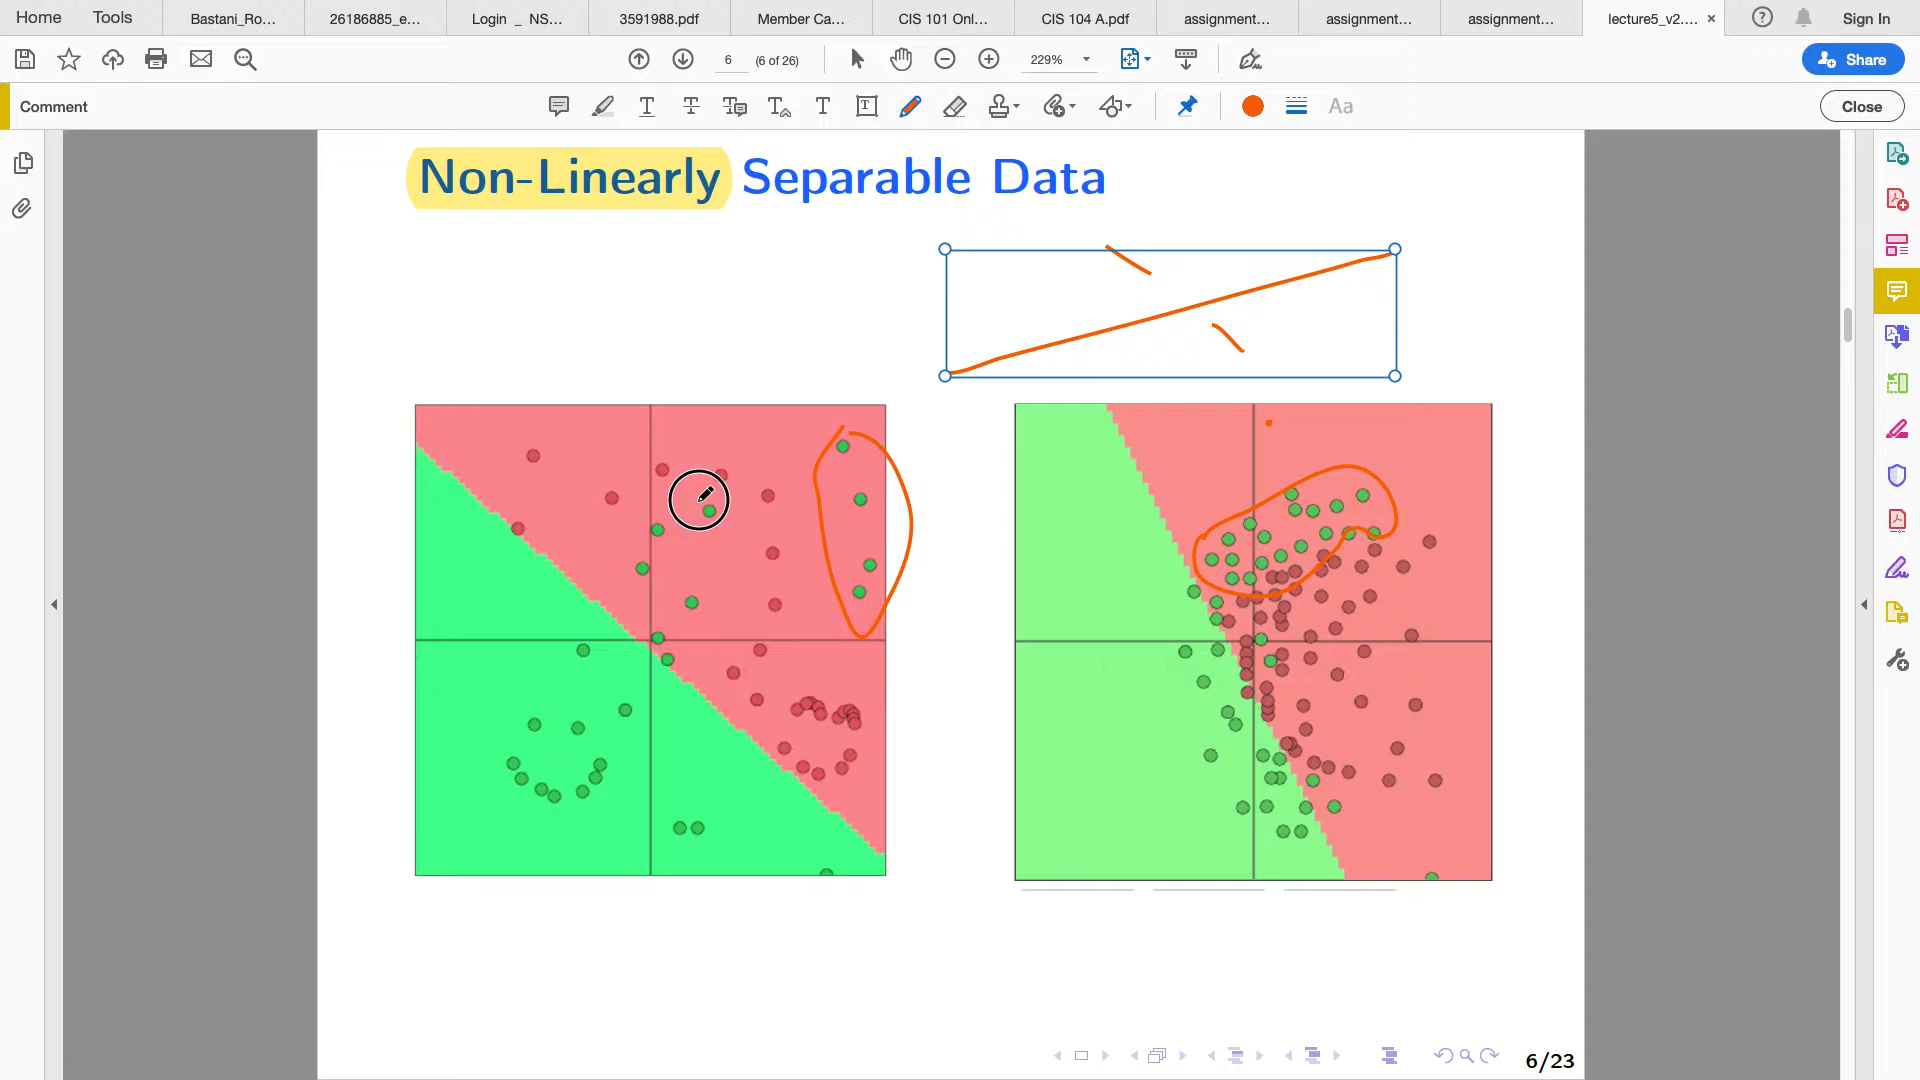 Home Tools Bastani_Ro... 26186885_e... Login _ NS... 3591988.pdf Member Ca... CIS 101 Onl... CIS 104 A.pdf assignment... assignment... assignment... lecture5_v2.... × ? Sign In
6 (6 of 26) 229% Share
Comment T T T T T T Aa Close
Non-Linearly Separable Data
6/23